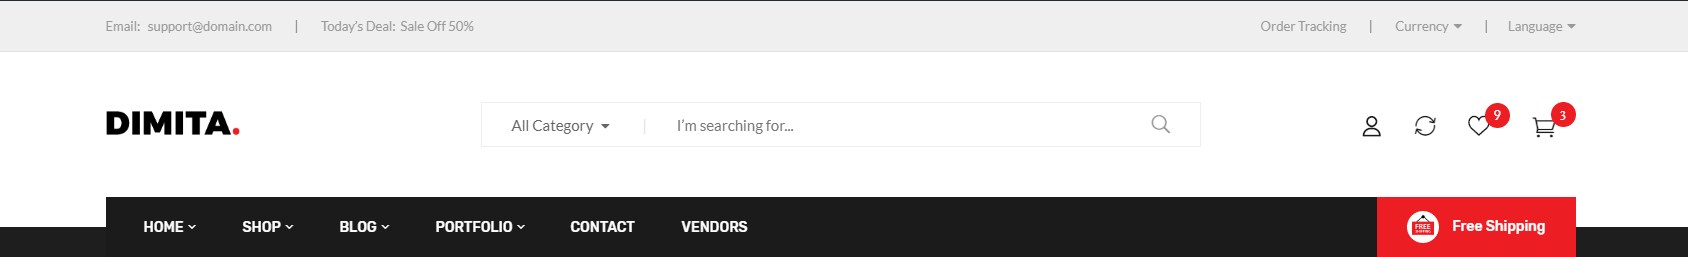 Email: support@domain.com | Today's Deal: Sale Off 50% Order Tracking | Currency | Language
DIMITA. All Category | I'm searching for... 9 3
HOME SHOP BLOG PORTFOLIO CONTACT VENDORS FREE Free Shipping